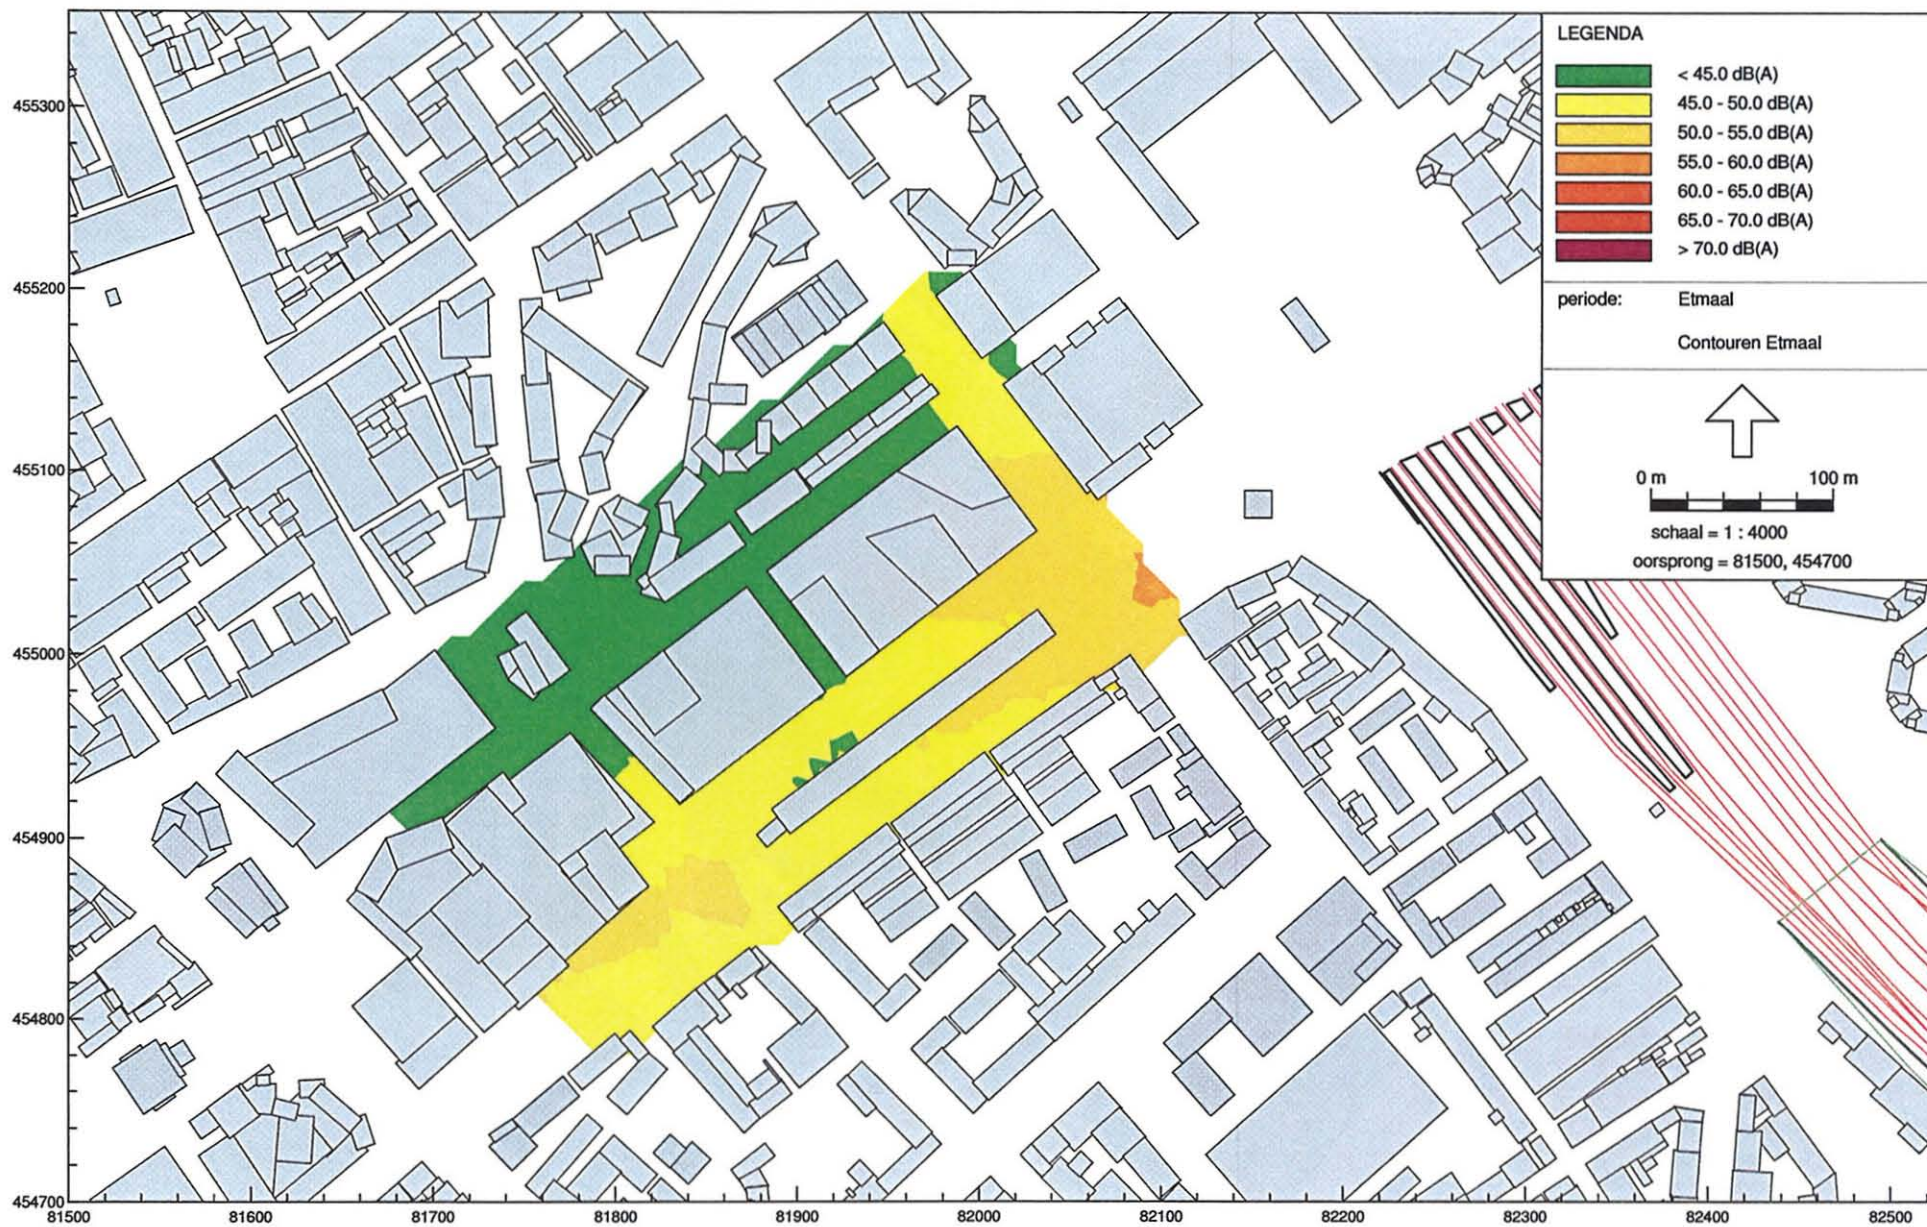 LEGENDA
< 45.0 dB(A)
45.0 - 50.0 dB(A)
50.0 - 55.0 dB(A)
55.0 - 60.0 dB(A)
60.0 - 65.0 dB(A)
65.0 - 70.0 dB(A)
> 70.0 dB(A)
periode: Etmaal
Contouren Etmaal
0 m 100 m
schaal = 1 : 4000
oorsprong = 81500, 454700
455300
455200
455100
455000
454900
454800
454700
81500 81600 81700 81800 81900 82000 82100 82200 82300 82400 82500